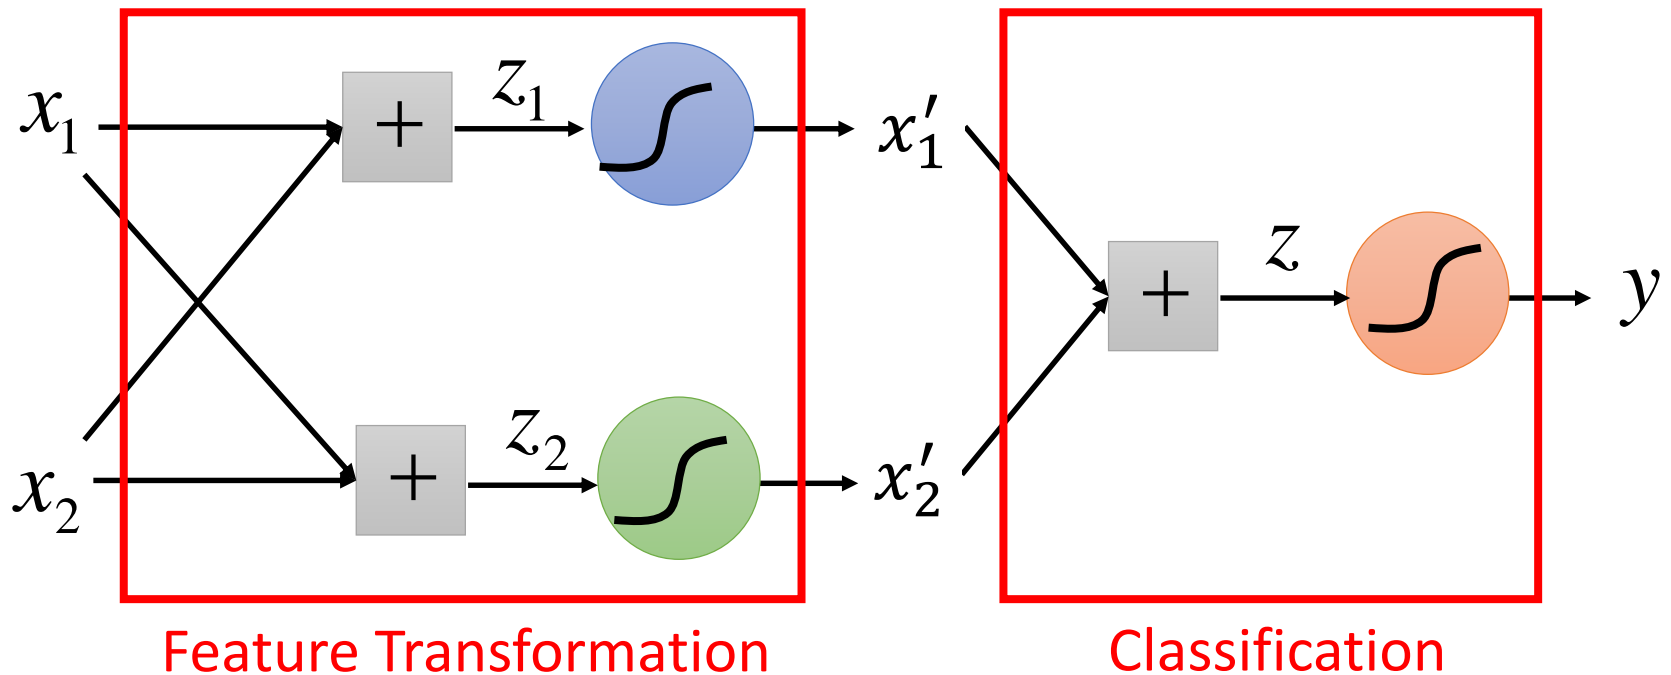 x₁
+
z₁
x′₁
x₂
+
z₂
x′₂
+
z
y
Feature Transformation
Classification